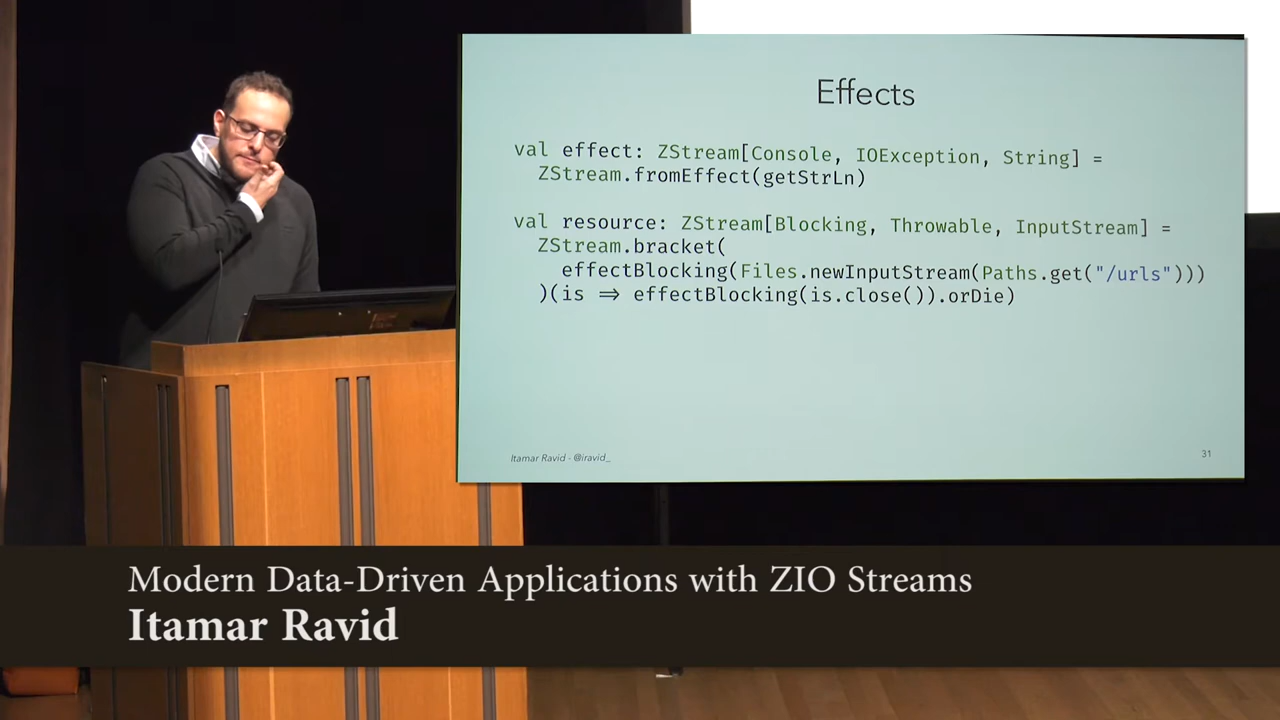 Effects
val effect: ZStream[Console, IOException, String] =
ZStream.fromEffect(getStrLn)
val resource: ZStream[Blocking, Throwable, InputStream] =
ZStream.bracket(
effectBlocking(Files.newInputStream(Paths.get("/urls")))
)(is ⇒ effectBlocking(is.close()).orDie)
Itamar Ravid - @iravid_
31
Modern Data-Driven Applications with ZIO Streams
Itamar Ravid